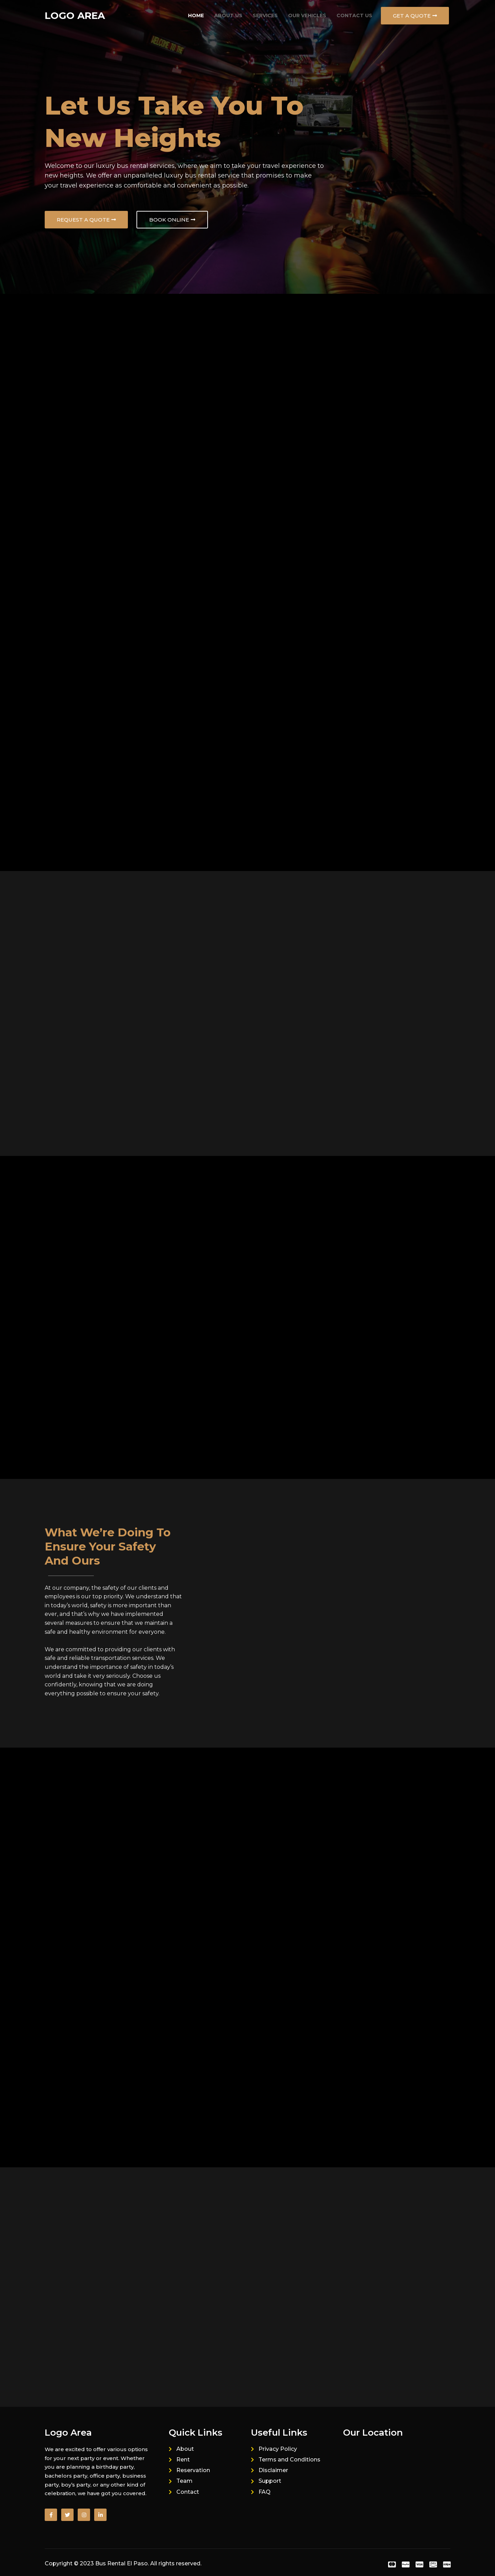 LOGO AREA
HOME ABOUT US SERVICES OUR VEHICLES CONTACT US GET A QUOTE
Let Us Take You To
New Heights
Welcome to our luxury bus rental services, where we aim to take your travel experience to
new heights. We offer an unparalleled luxury bus rental service that promises to make
your travel experience as comfortable and convenient as possible.
REQUEST A QUOTE BOOK ONLINE
What We're Doing To
Ensure Your Safety
And Ours
At our company, the safety of our clients and
employees is our top priority. We understand that
in today's world, safety is more important than
ever, and that's why we have implemented
several measures to ensure that we maintain a
safe and healthy environment for everyone.
We are committed to providing our clients with
safe and reliable transportation services. We
understand the importance of safety in today's
world and take it very seriously. Choose us
confidently, knowing that we are doing
everything possible to ensure your safety.
Logo Area
We are excited to offer various options
for your next party or event. Whether
you are planning a birthday party,
bachelors party, office party, business
party, boy's party, or any other kind of
celebration, we have got you covered.
Quick Links
About
Rent
Reservation
Team
Contact
Useful Links
Privacy Policy
Terms and Conditions
Disclaimer
Support
FAQ
Our Location
Copyright © 2023 Bus Rental El Paso. All rights reserved.